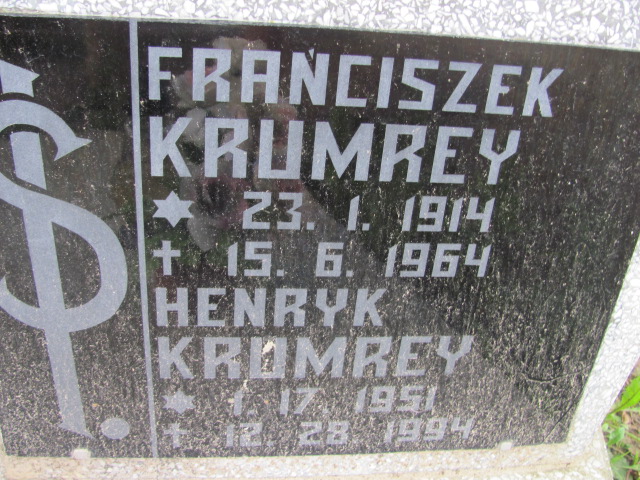 FRANCISZEK
KRUMREY
✶ 23. 1. 1914
✝ 15. 6. 1964
HENRYK
KRUMREY
✶ 1. 17. 1951
✝ 12. 28. 1994
Ś.P.